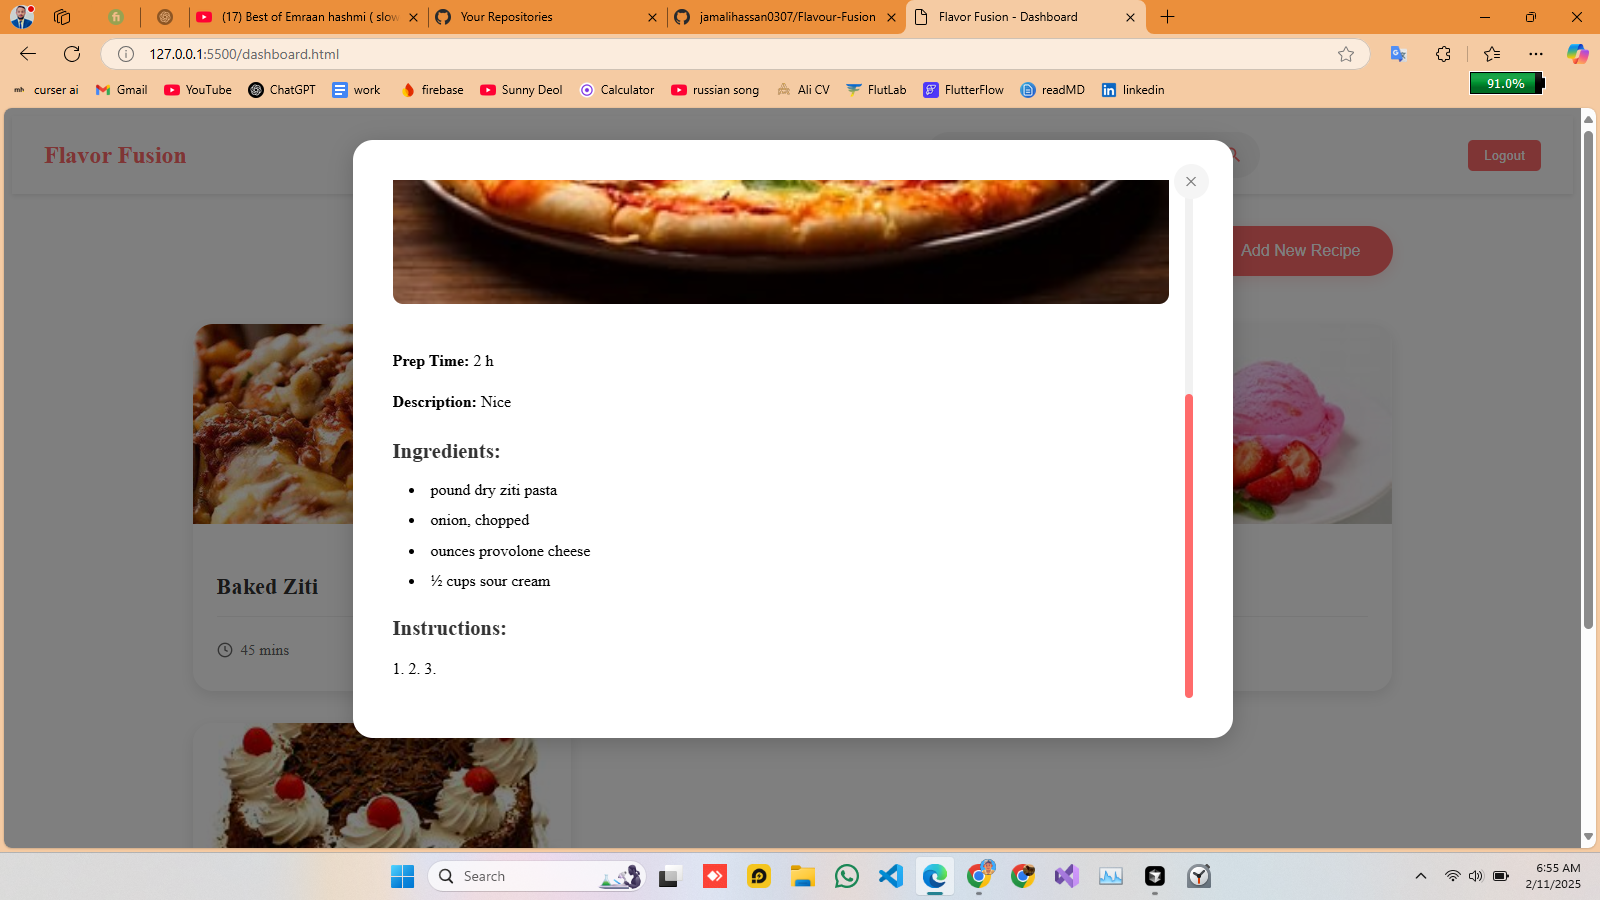 (17) Best of Emraan hashmi ( slow
Your Repositories
jamalihassan0307/Flavour-Fusion
Flavor Fusion - Dashboard
127.0.0.1:5500/dashboard.html
curser ai
Gmail
YouTube
ChatGPT
work
firebase
Sunny Deol
Calculator
russian song
Ali CV
FlutLab
FlutterFlow
readMD
linkedin
91.0%
Flavor Fusion
Logout
Add New Recipe
Prep Time: 2 h
Description: Nice
Ingredients:
• pound dry ziti pasta
• onion, chopped
• ounces provolone cheese
• ½ cups sour cream
Instructions:
1. 2. 3.
Baked Ziti
45 mins
Search
6:55 AM
2/11/2025